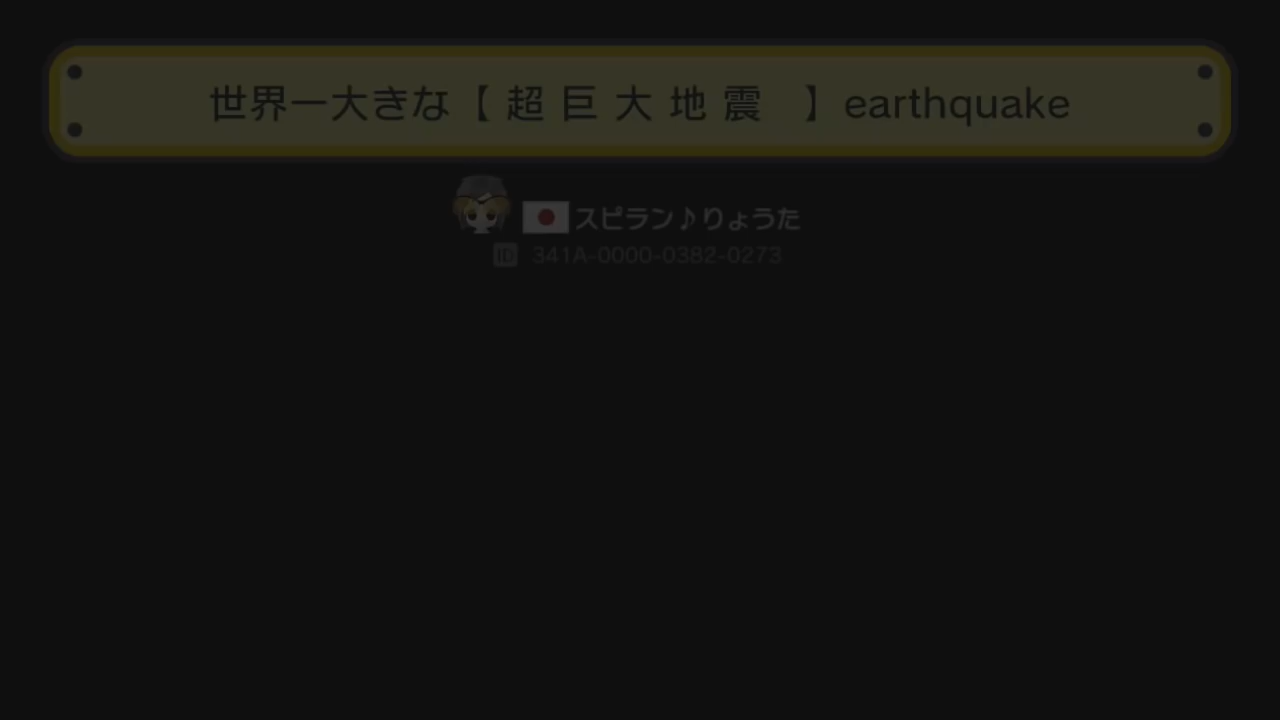 世界一大きな【 超 巨 大 地 震　】earthquake
スピラン♪りょうた
ID 341A-0000-0382-0273